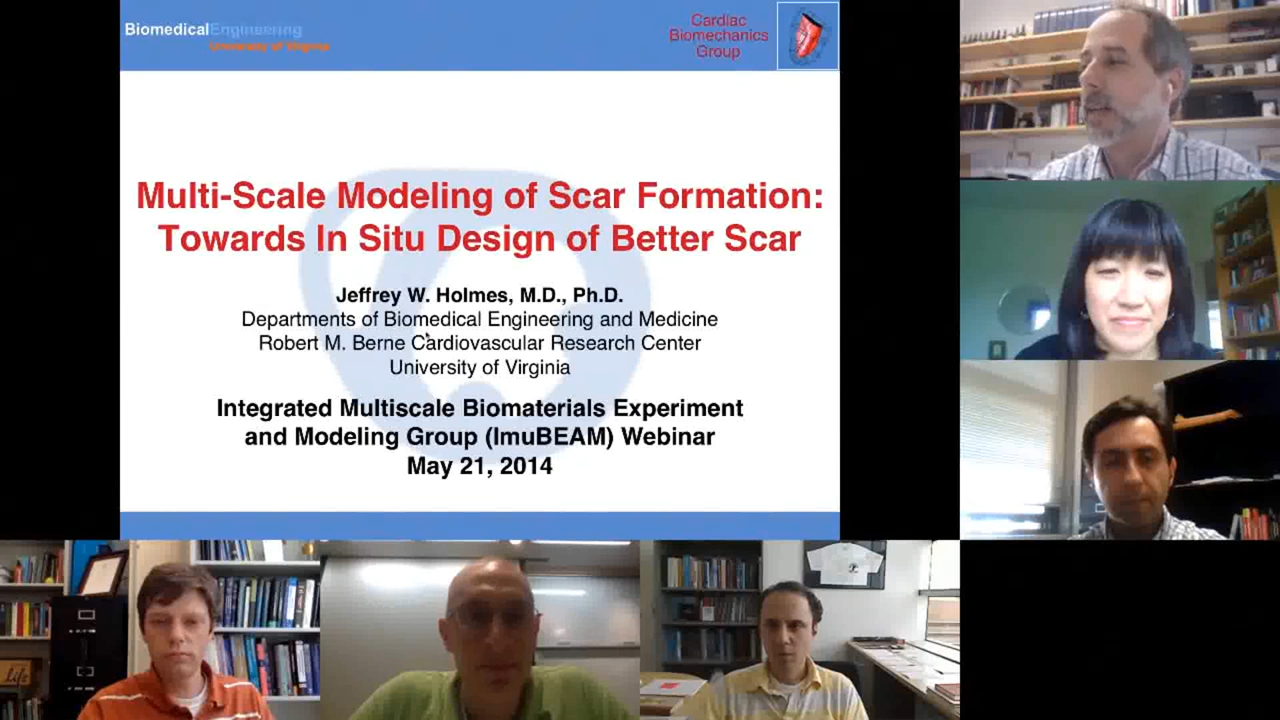 BiomedicalEngineering
University of Virginia
Cardiac
Biomechanics
Group
Multi-Scale Modeling of Scar Formation:
Towards In Situ Design of Better Scar
Jeffrey W. Holmes, M.D., Ph.D.
Departments of Biomedical Engineering and Medicine
Robert M. Berne Cardiovascular Research Center
University of Virginia
Integrated Multiscale Biomaterials Experiment
and Modeling Group (ImuBEAM) Webinar
May 21, 2014
Life